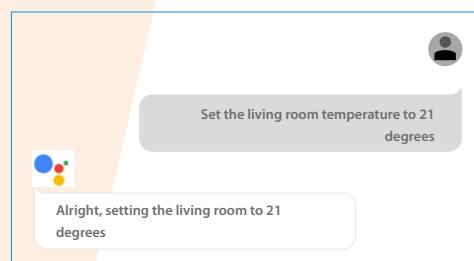 Set the living room temperature to 21
degrees
Alright, setting the living room to 21
degrees